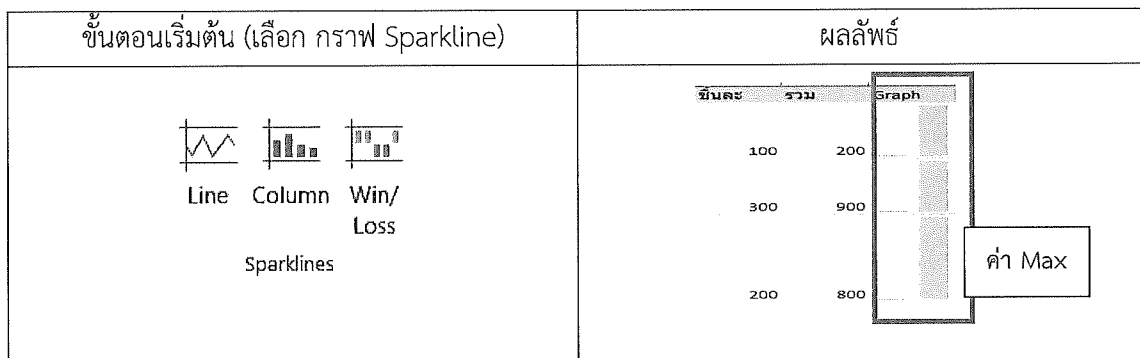 ขั้นตอนเริ่มต้น (เลือก กราฟ Sparkline)
ผลลัพธ์
Line Column Win/
Loss
Sparklines
ชิ้นละ รวม Graph
100 200
300 900
200 800
ค่า Max